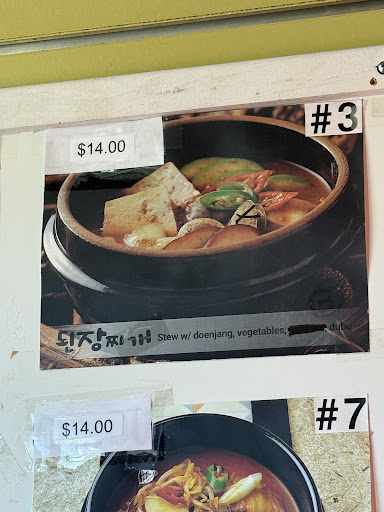 #3
$14.00
된장찌개 Stew w/ doenjang, vegetables, dubu
#7
$14.00